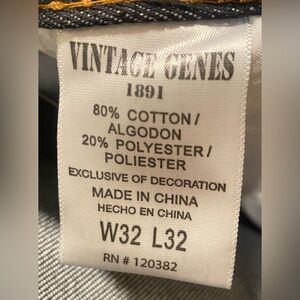 VINTAGE GENES
1891
80% COTTON/
ALGODON
20% POLYESTER/
POLIESTER
EXCLUSIVE OF DECORATION
MADE IN CHINA
HECHO EN CHINA
W32 L32
RN # 120382